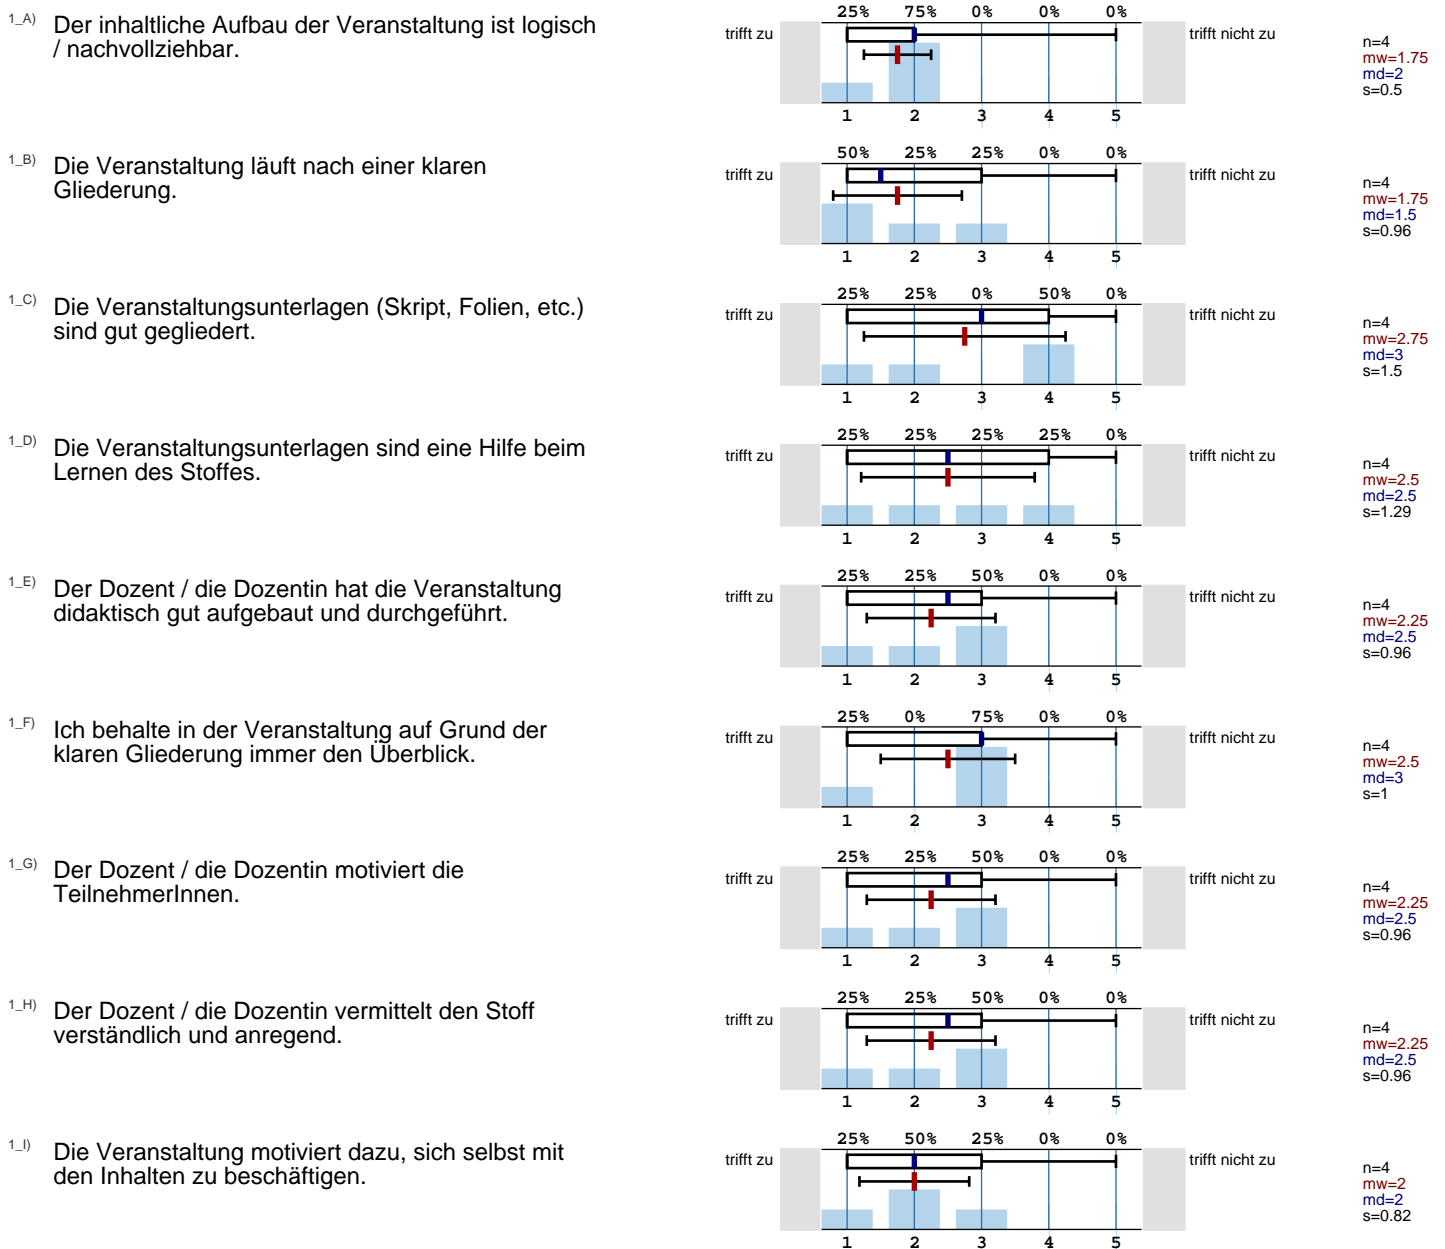 1_A) Der inhaltliche Aufbau der Veranstaltung ist logisch
/ nachvollziehbar.
25% 75% 0% 0% 0%
trifft zu
trifft nicht zu
1 2 3 4 5
n=4
mw=1.75
md=2
s=0.5
1_B) Die Veranstaltung läuft nach einer klaren
Gliederung.
50% 25% 25% 0% 0%
trifft zu
trifft nicht zu
1 2 3 4 5
n=4
mw=1.75
md=1.5
s=0.96
1_C) Die Veranstaltungsunterlagen (Skript, Folien, etc.)
sind gut gegliedert.
25% 25% 0% 50% 0%
trifft zu
trifft nicht zu
1 2 3 4 5
n=4
mw=2.75
md=3
s=1.5
1_D) Die Veranstaltungsunterlagen sind eine Hilfe beim
Lernen des Stoffes.
25% 25% 25% 25% 0%
trifft zu
trifft nicht zu
1 2 3 4 5
n=4
mw=2.5
md=2.5
s=1.29
1_E) Der Dozent / die Dozentin hat die Veranstaltung
didaktisch gut aufgebaut und durchgeführt.
25% 25% 50% 0% 0%
trifft zu
trifft nicht zu
1 2 3 4 5
n=4
mw=2.25
md=2.5
s=0.96
1_F) Ich behalte in der Veranstaltung auf Grund der
klaren Gliederung immer den Überblick.
25% 0% 75% 0% 0%
trifft zu
trifft nicht zu
1 2 3 4 5
n=4
mw=2.5
md=3
s=1
1_G) Der Dozent / die Dozentin motiviert die
TeilnehmerInnen.
25% 25% 50% 0% 0%
trifft zu
trifft nicht zu
1 2 3 4 5
n=4
mw=2.25
md=2.5
s=0.96
1_H) Der Dozent / die Dozentin vermittelt den Stoff
verständlich und anregend.
25% 25% 50% 0% 0%
trifft zu
trifft nicht zu
1 2 3 4 5
n=4
mw=2.25
md=2.5
s=0.96
1_I) Die Veranstaltung motiviert dazu, sich selbst mit
den Inhalten zu beschäftigen.
25% 50% 25% 0% 0%
trifft zu
trifft nicht zu
1 2 3 4 5
n=4
mw=2
md=2
s=0.82